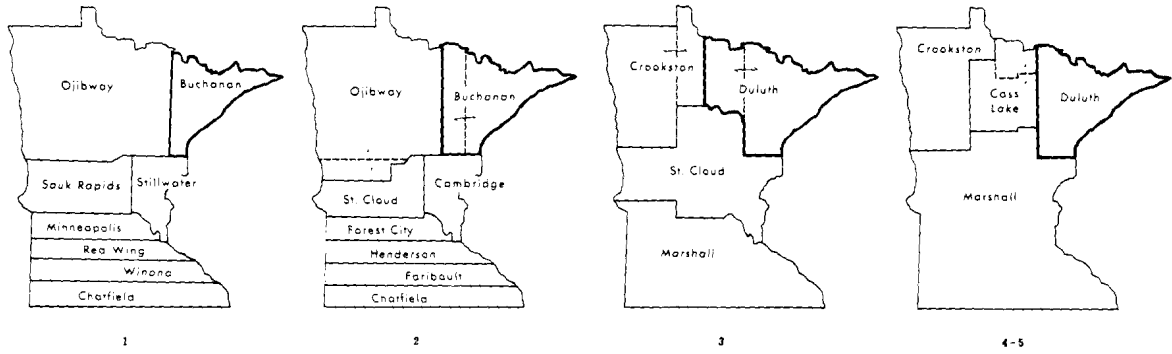 Ojibway
Buchanan
Sauk Rapids
Stillwater
Minneapolis
Red Wing
Winona
Chatfield
1
Ojibway
Buchanan
St. Cloud
Cambridge
Forest City
Henderson
Faribault
Chatfield
2
Crookston
Duluth
St. Cloud
Marshall
3
Crookston
Cass
Lake
Duluth
Marshall
4-5